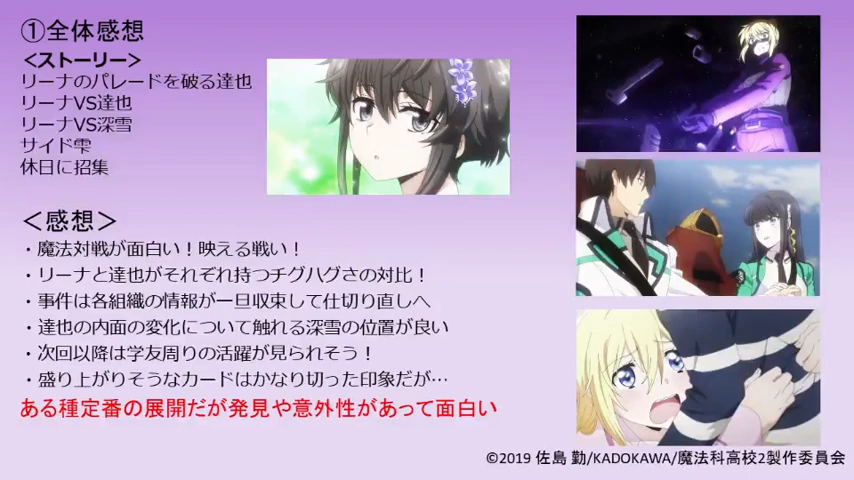 ①全体感想
＜ストーリー＞
リーナのパレードを破る達也
リーナVS達也
リーナVS深雪
サイド雫
休日に招集
＜感想＞
・魔法対戦が面白い！映える戦い！
・リーナと達也がそれぞれ持つチグハグさの対比！
・事件は各組織の情報が一旦収束して仕切り直しへ
・達也の内面の変化について触れる深雪の位置が良い
・次回以降は学友周りの活躍が見られそう！
・盛り上がりそうなカードはかなり切った印象だが…
ある種定番の展開だが発見や意外性があって面白い
©2019 佐島 勤/KADOKAWA/魔法科高校2製作委員会